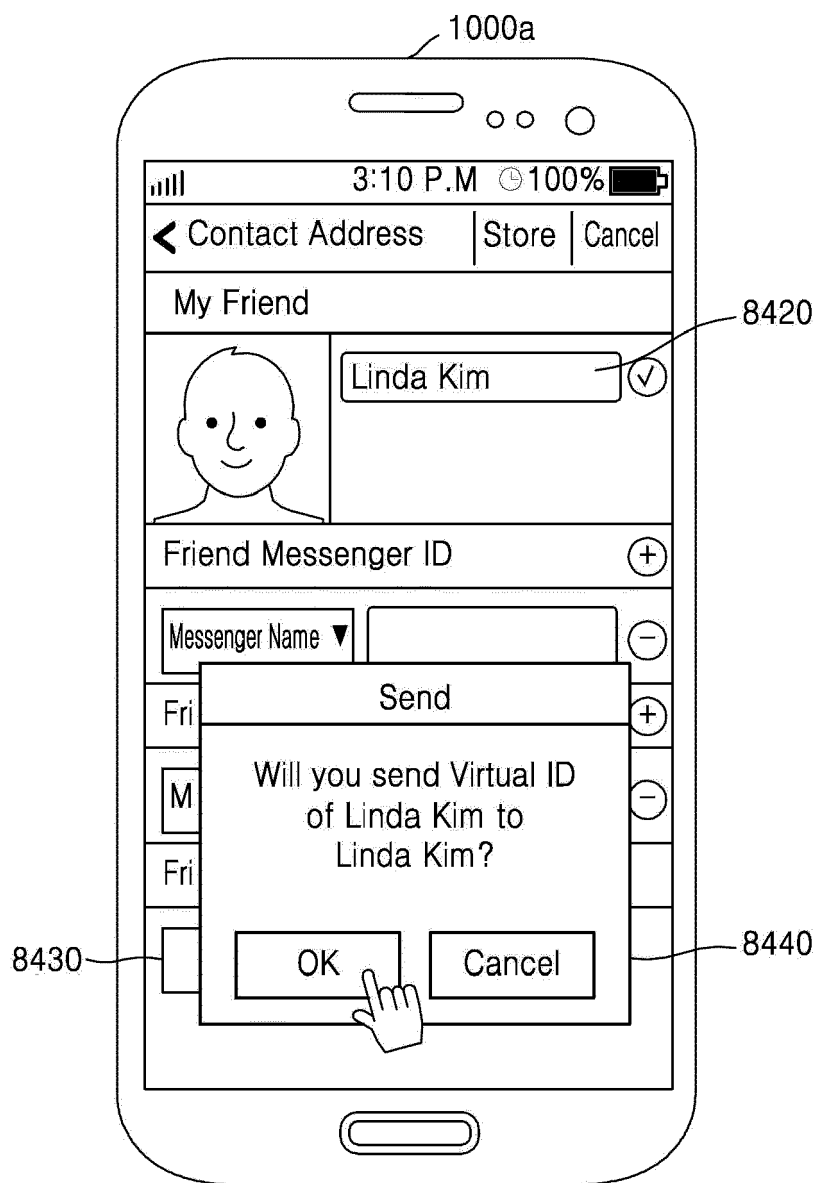 1000a
3:10 P.M 100%
Contact Address Store Cancel
My Friend
8420
Linda Kim
Friend Messenger ID
Messenger Name
Send
Fri
Will you send Virtual ID
M
of Linda Kim to
Linda Kim?
Fri
8440
8430
OK Cancel